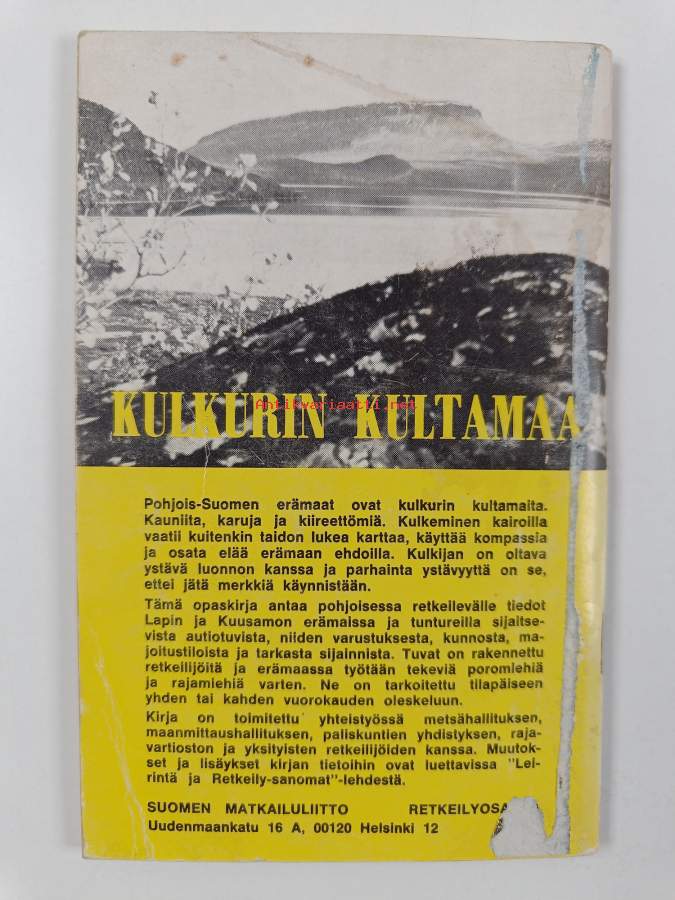 KULKURIN KULTAMAA
Antikvariaatti.net
Pohjois-Suomen erämaat ovat kulkurin kultamaita.
Kauniita, karuja ja kiireettömiä. Kulkeminen kairoilla
vaatii kuitenkin taidon lukea karttaa, käyttää kompassia
ja osata elää erämaan ehdoilla. Kulkijan on oltava
ystävä luonnon kanssa ja parhainta ystävyyttä on se,
ettei jätä merkkiä käynnistään.
Tämä opaskirja antaa pohjoisessa retkeilevälle tiedot
Lapin ja Kuusamon erämaissa ja tuntureilla sijaitse-
vista autiotuvista, niiden varustuksesta, kunnosta, ma-
joitustiloista ja tarkasta sijainnista. Tuvat on rakennettu
retkeilijöitä ja erämaassa työtään tekeviä poromiehiä
ja rajamiehiä varten. Ne on tarkoitettu tilapäiseen
yhden tai kahden vuorokauden oleskeluun.
Kirja on toimitettu yhteistyössä metsähallituksen,
maanmittaushallituksen, paliskuntien yhdistyksen, raja-
vartioston ja yksityisten retkeilijöiden kanssa. Muutok-
set ja lisäykset kirjan tietoihin ovat luettavissa "Lei-
rintä ja Retkeily-sanomat"-lehdestä.
SUOMEN MATKAILULIITTO
Uudenmaankatu 16 A, 00120 Helsinki 12